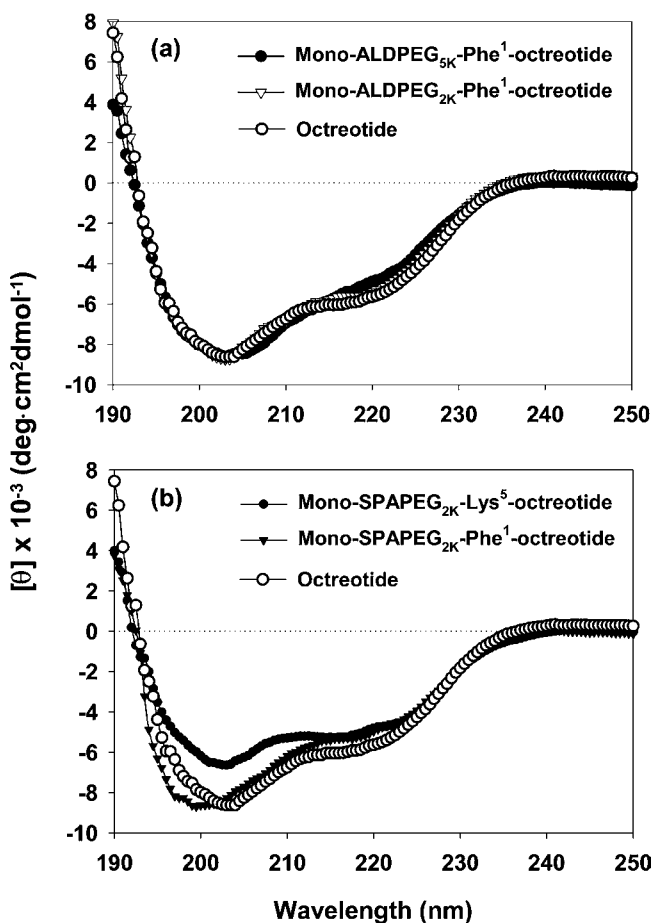 (a)
Mono-ALDPEG5K-Phe1-octreotide
Mono-ALDPEG2K-Phe1-octreotide
Octreotide
8
6
4
2
0
-2
-4
-6
-8
-10
190 200 210 220 230 240 250
[θ] x 10-3 (deg·cm2dmol-1)
(b)
Mono-SPAPEG2K-Lys5-octreotide
Mono-SPAPEG2K-Phe1-octreotide
Octreotide
8
6
4
2
0
-2
-4
-6
-8
-10
190 200 210 220 230 240 250
Wavelength (nm)